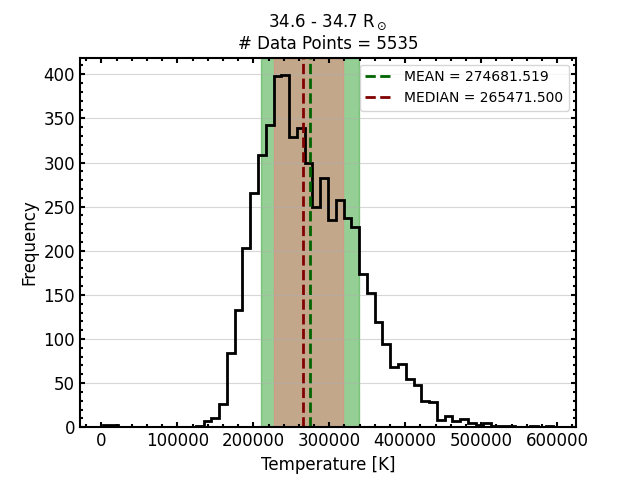 34.6 - 34.7 R⊙
# Data Points = 5535
MEAN = 274681.519
MEDIAN = 265471.500
400
350
300
250
200
150
100
50
0
Frequency
0 100000 200000 300000 400000 500000 600000
Temperature [K]